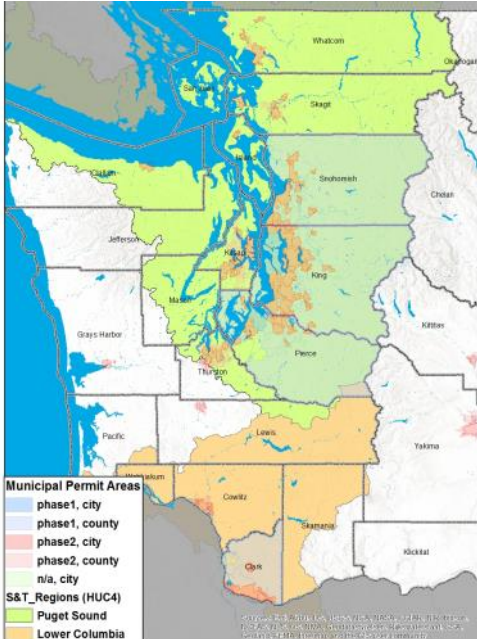 Whatcom
Okanogan
San Juan
Skagit
Island
Snohomish
Clallam
Chelan
Jefferson
Kitsap
King
Mason
Grays Harbor
Kittitas
Pierce
Thurston
Pacific
Lewis
Yakima
Wahkiakum
Cowlitz
Skamania
Klickitat
Clark
Municipal Permit Areas
phase1, city
phase1, county
phase2, city
phase2, county
n/a, city
S&T_Regions (HUC4)
Puget Sound
Lower Columbia